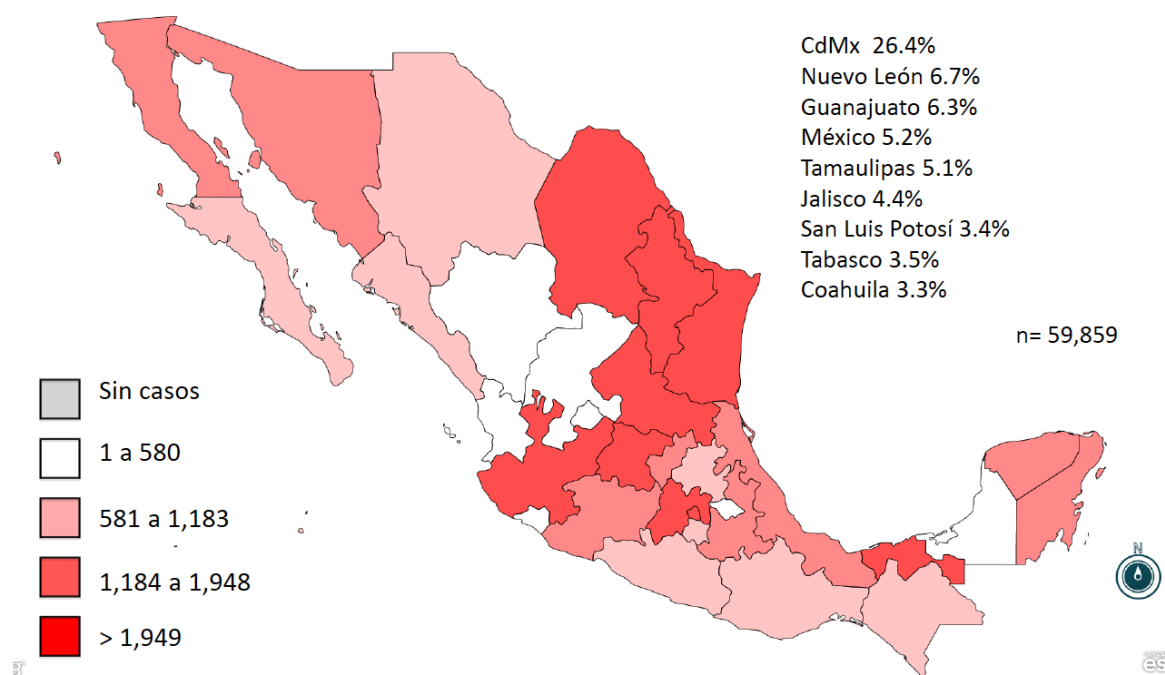 CdMx 26.4%
Nuevo León 6.7%
Guanajuato 6.3%
México 5.2%
Tamaulipas 5.1%
Jalisco 4.4%
San Luis Potosí 3.4%
Tabasco 3.5%
Coahuila 3.3%
n= 59,859
Sin casos
1 a 580
581 a 1,183
1,184 a 1,948
> 1,949
N
es